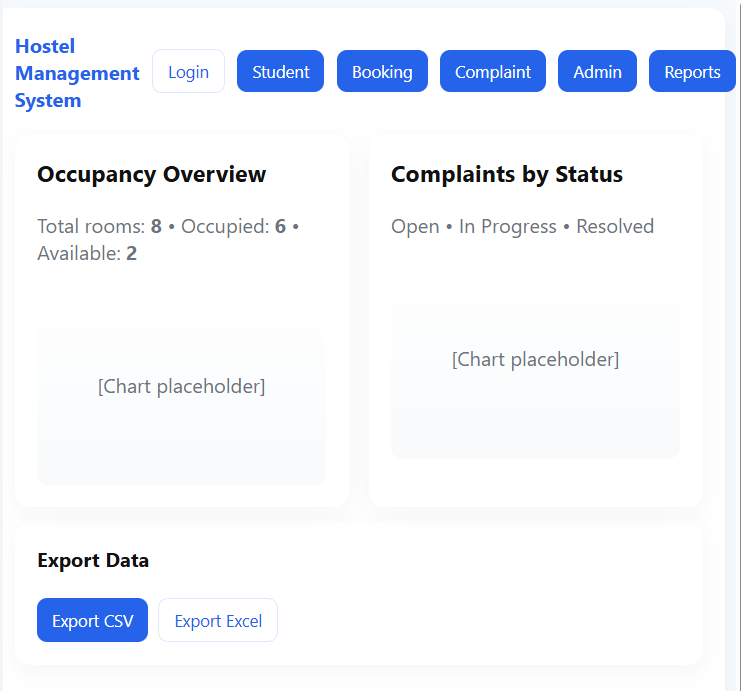 Hostel
Management
System
Login
Student
Booking
Complaint
Admin
Reports
Occupancy Overview
Total rooms: 8 • Occupied: 6 •
Available: 2
[Chart placeholder]
Complaints by Status
Open • In Progress • Resolved
[Chart placeholder]
Export Data
Export CSV
Export Excel